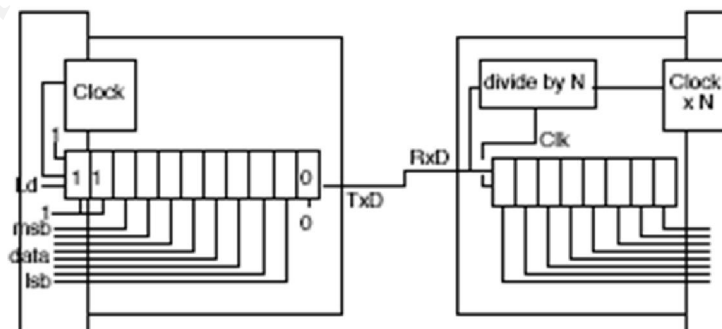 Clock
1
Ld
1 1 0
1
msb
data
lsb
0
TxD
RxD
divide by N
Clock
x N
Clk